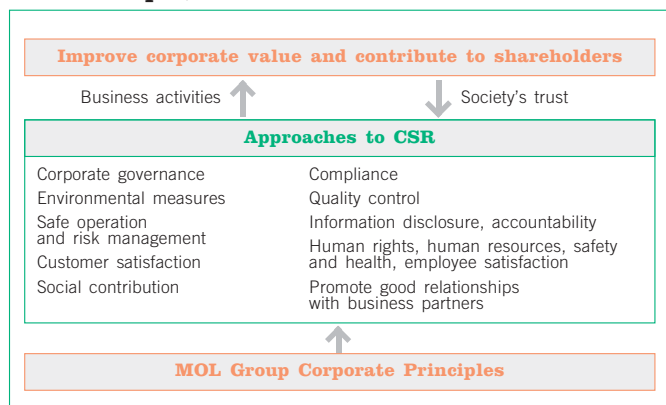 Improve corporate value and contribute to shareholders
Business activities
Society's trust
Approaches to CSR
Corporate governance
Environmental measures
Safe operation
and risk management
Customer satisfaction
Social contribution
Compliance
Quality control
Information disclosure, accountability
Human rights, human resources, safety
and health, employee satisfaction
Promote good relationships
with business partners
MOL Group Corporate Principles